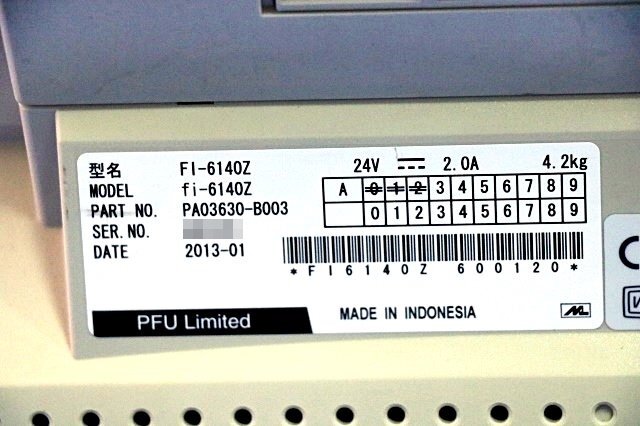 型名 FI-6140Z 24V 2.0A 4.2kg
MODEL fi-6140Z
PART NO. PA03630-B003
SER.NO.
DATE 2013-01
A 0 1 2 3 4 5 6 7 8 9
0 1 2 3 4 5 6 7 8 9
*FI6140Z 600120*
PFU Limited
MADE IN INDONESIA